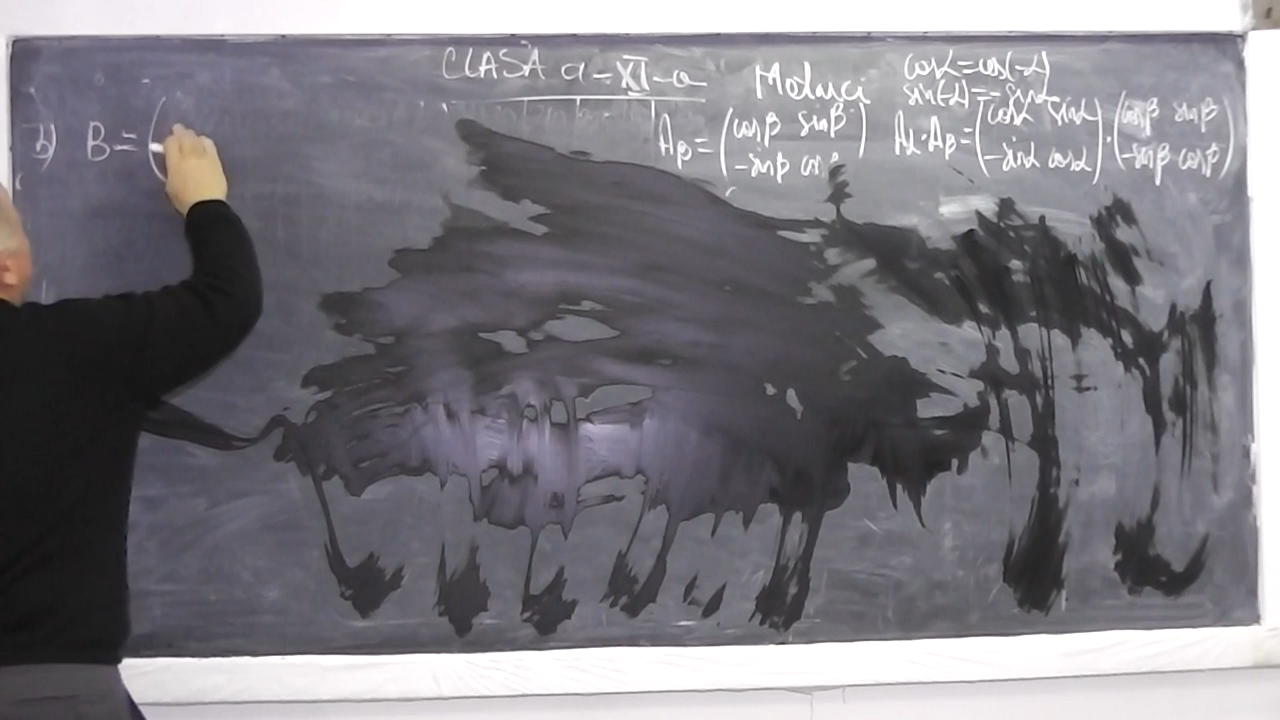 CLASA a-XI-a
Matrici
cosα=cos(-α)
sin(-α)=-sinα
b) B=(
Aβ=(cosβ sinβ
-sinβ cosβ)
Aα·Aβ=(cosα sinα
-sinα cosα)·(cosβ sinβ
-sinβ cosβ)